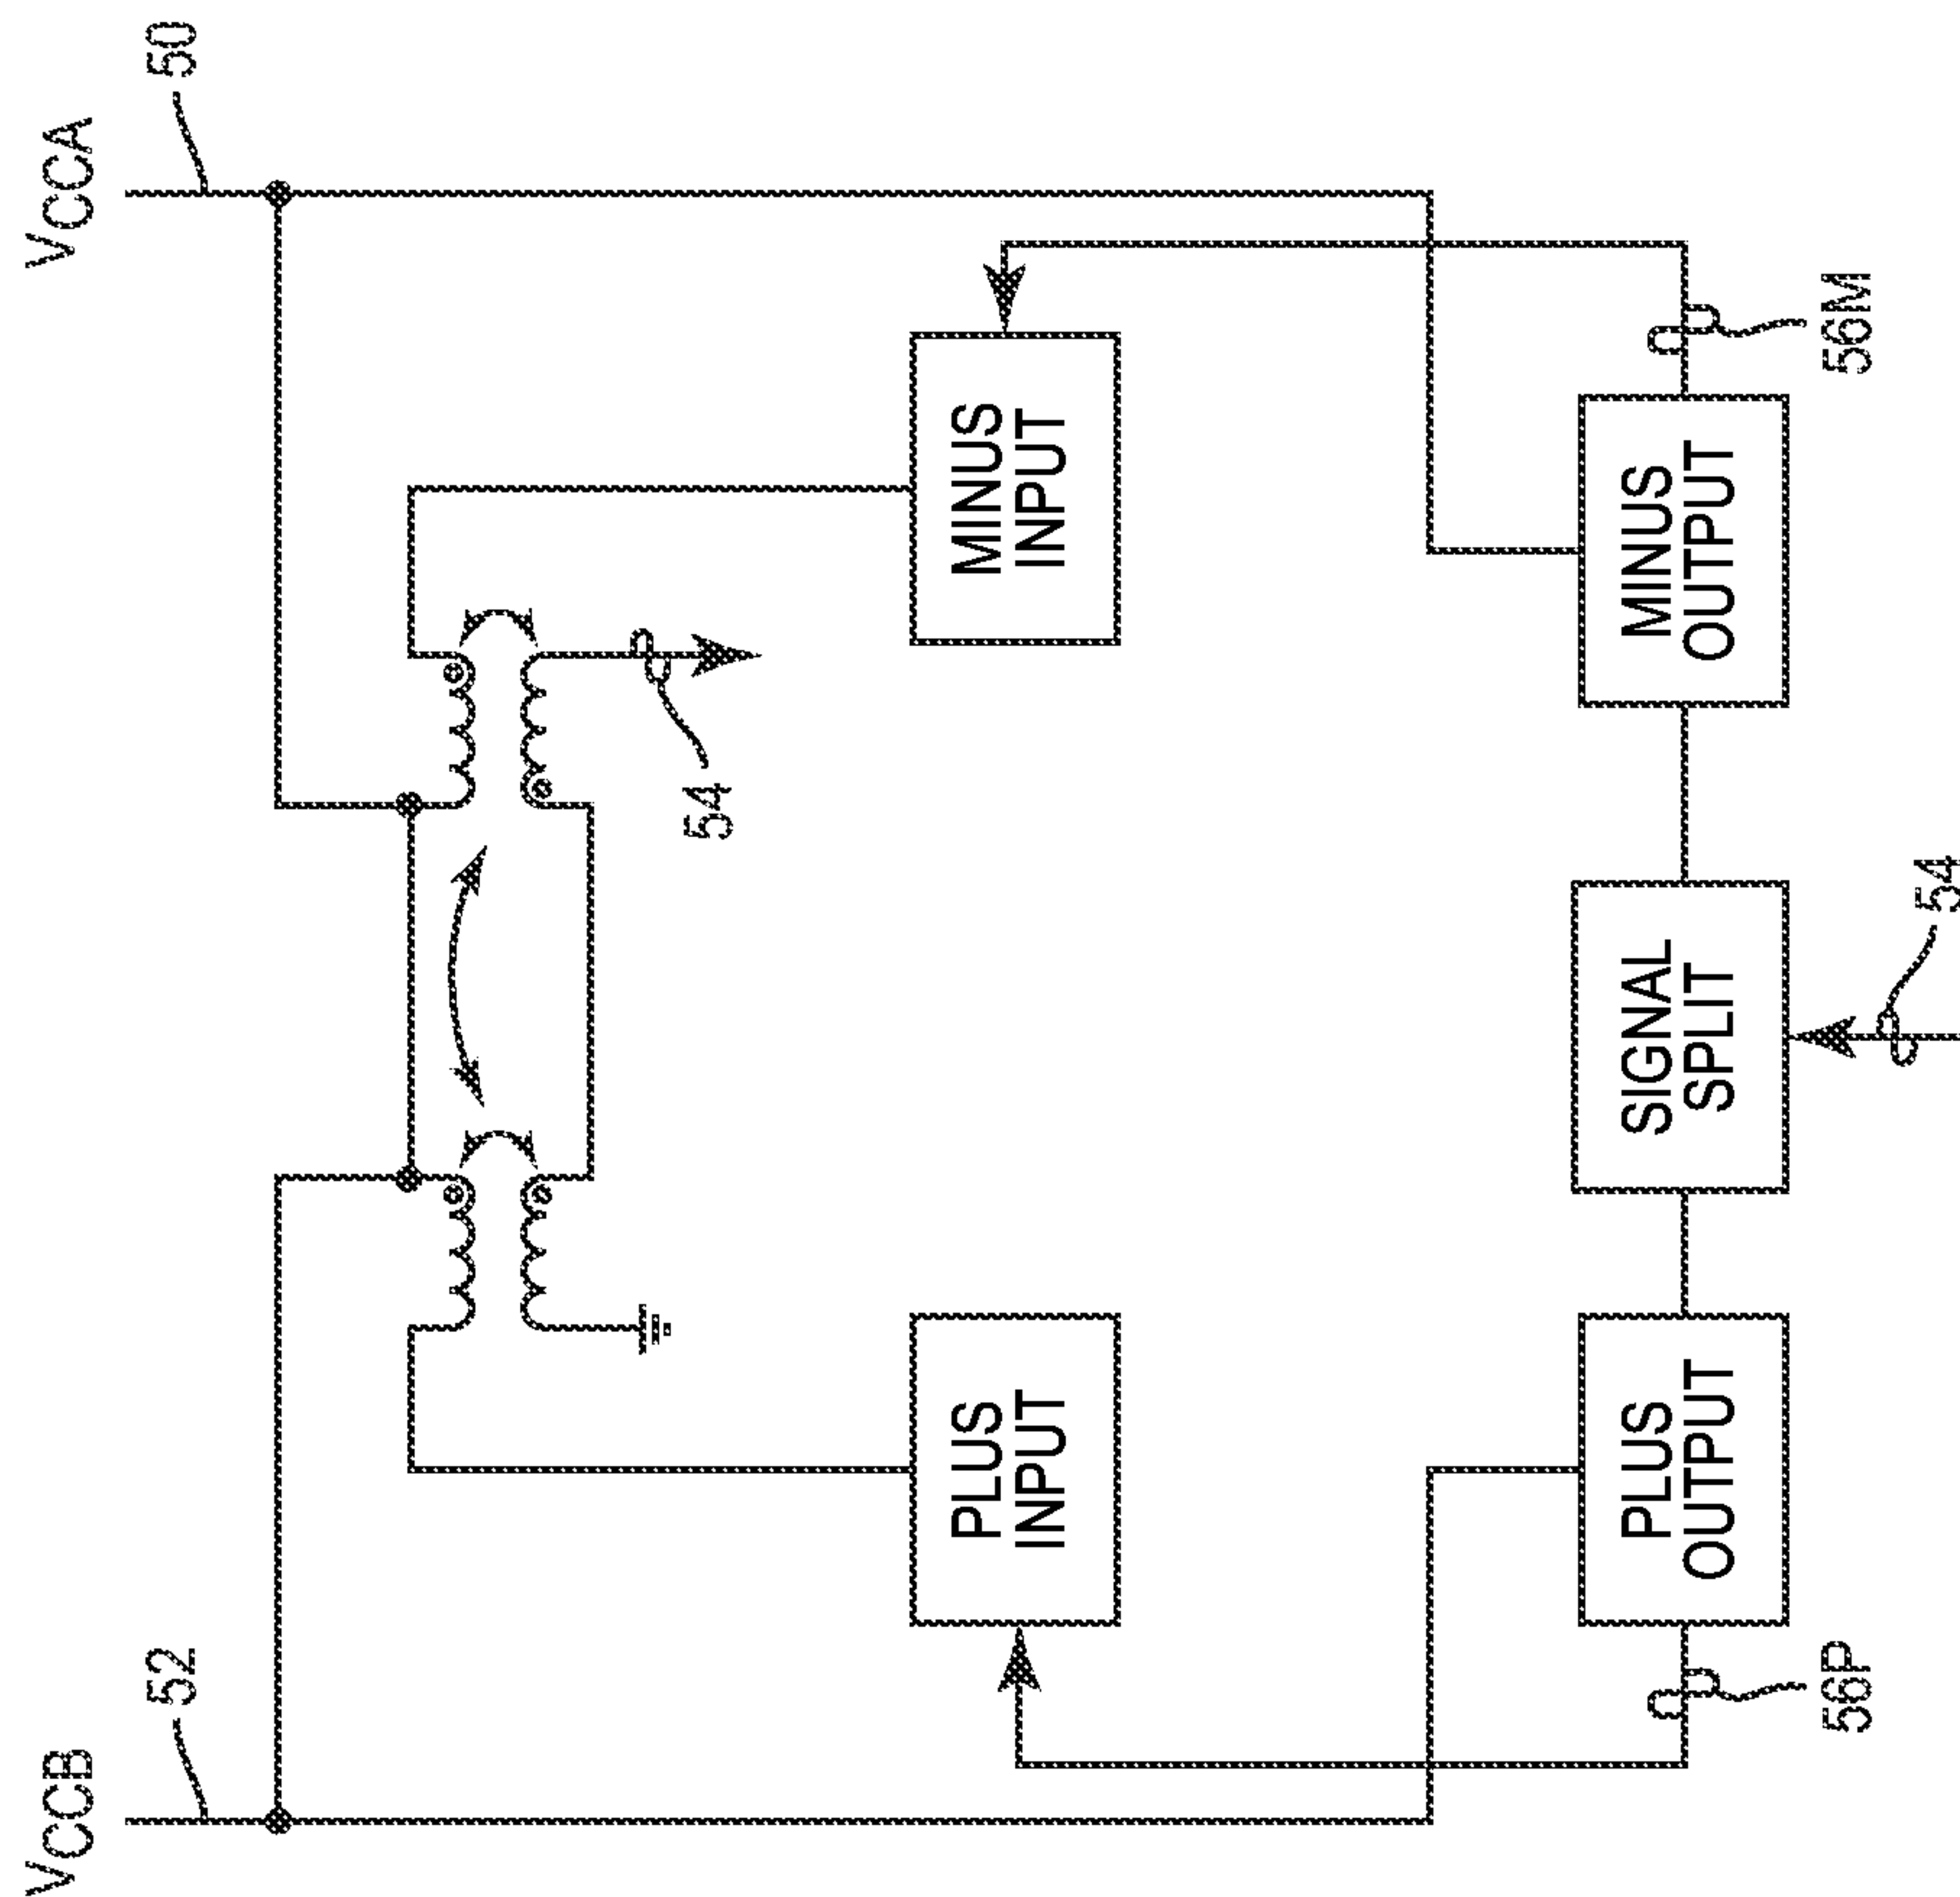 VCCB
52
VCCA
50
54
PLUS
INPUT
MINUS
INPUT
PLUS
OUTPUT
SIGNAL
SPLIT
MINUS
OUTPUT
56P
56M
54